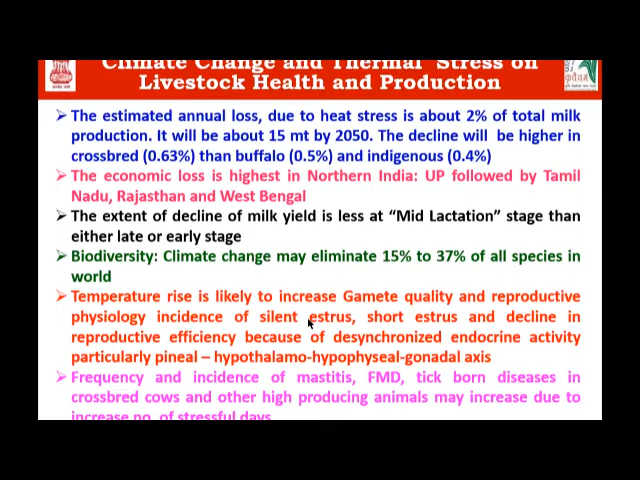 Climate Change and Thermal Stress on
Livestock Health and Production
➢ The estimated annual loss, due to heat stress is about 2% of total milk
production. It will be about 15 mt by 2050. The decline will be higher in
crossbred (0.63%) than buffalo (0.5%) and indigenous (0.4%)
➢ The economic loss is highest in Northern India: UP followed by Tamil
Nadu, Rajasthan and West Bengal
➢ The extent of decline of milk yield is less at “Mid Lactation” stage than
either late or early stage
➢ Biodiversity: Climate change may eliminate 15% to 37% of all species in
world
➢ Temperature rise is likely to increase Gamete quality and reproductive
physiology incidence of silent estrus, short estrus and decline in
reproductive efficiency because of desynchronized endocrine activity
particularly pineal – hypothalamo-hypophyseal-gonadal axis
➢ Frequency and incidence of mastitis, FMD, tick born diseases in
crossbred cows and other high producing animals may increase due to
increase no. of stressful days